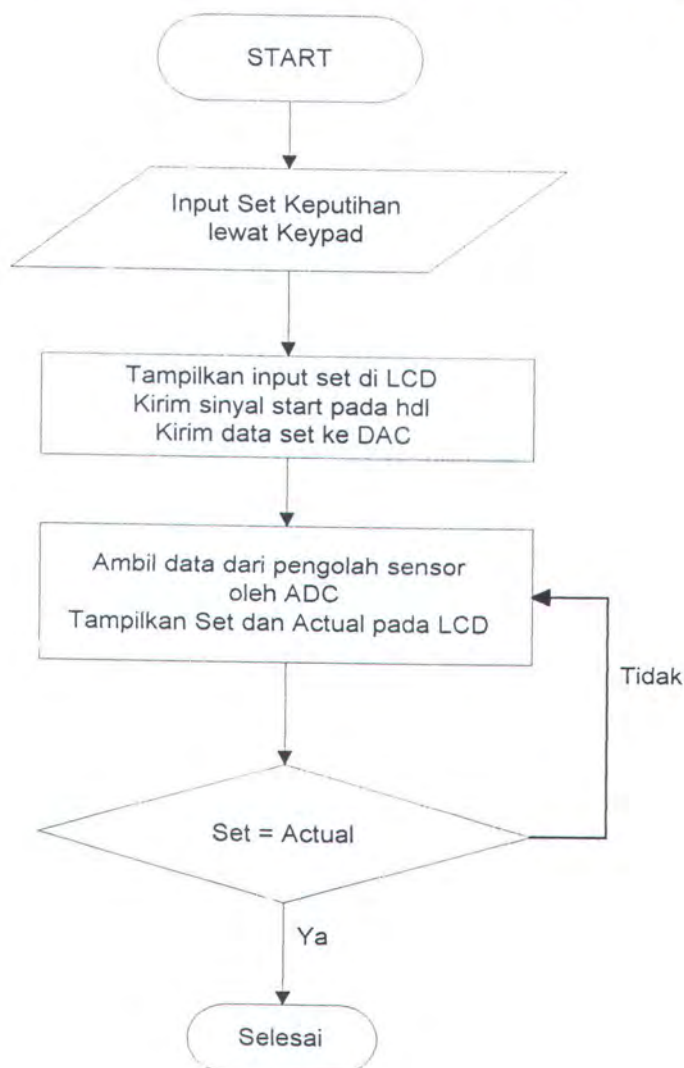 START
Input Set Keputihan
lewat Keypad
Tampilkan input set di LCD
Kirim sinyal start pada hdl
Kirim data set ke DAC
Ambil data dari pengolah sensor
oleh ADC
Tampilkan Set dan Actual pada LCD
Tidak
Set = Actual
Ya
Selesai